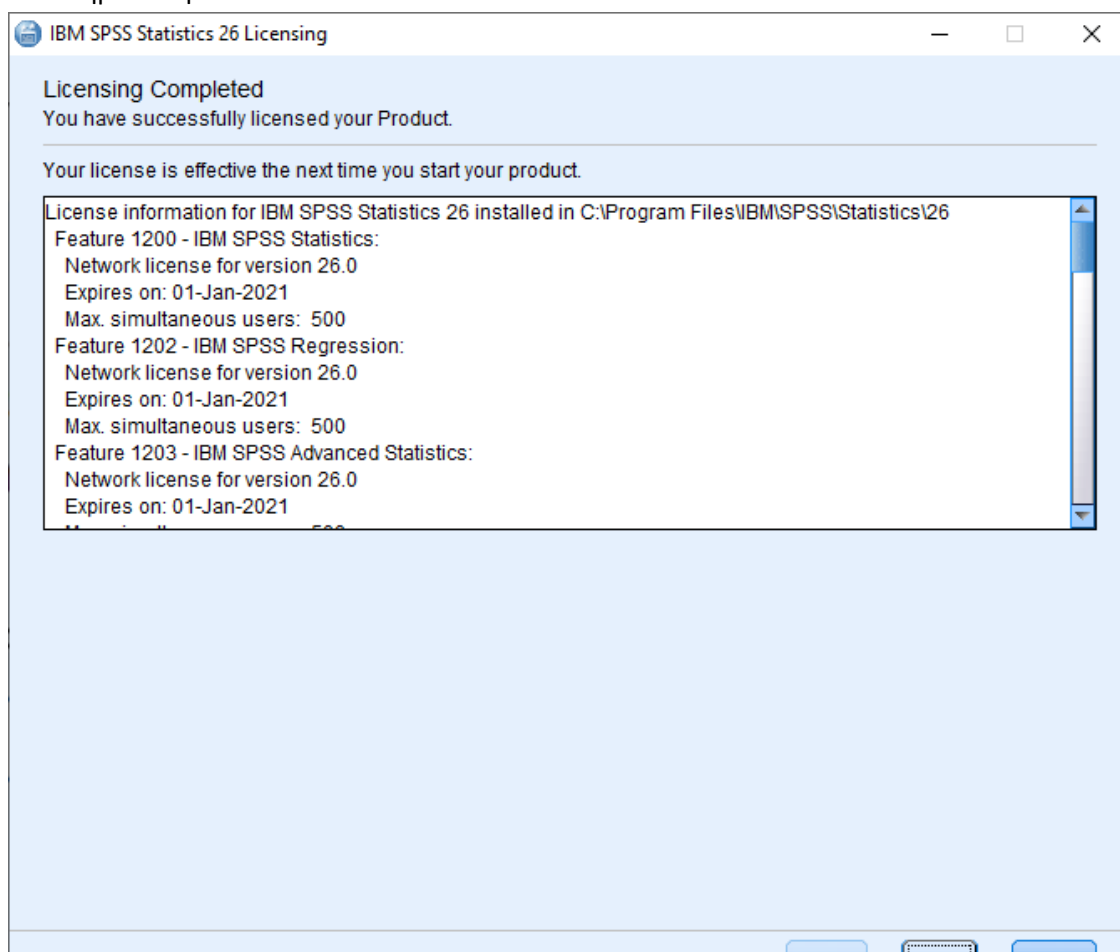 IBM SPSS Statistics 26 Licensing
Licensing Completed
You have successfully licensed your Product.
Your license is effective the next time you start your product.
License information for IBM SPSS Statistics 26 installed in C:\Program Files\IBM\SPSS\Statistics\26
Feature 1200 - IBM SPSS Statistics:
Network license for version 26.0
Expires on: 01-Jan-2021
Max. simultaneous users: 500
Feature 1202 - IBM SPSS Regression:
Network license for version 26.0
Expires on: 01-Jan-2021
Max. simultaneous users: 500
Feature 1203 - IBM SPSS Advanced Statistics:
Network license for version 26.0
Expires on: 01-Jan-2021